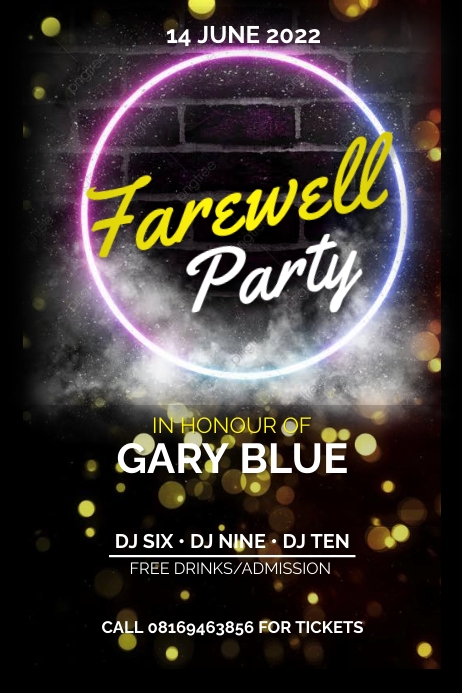 14 JUNE 2022
Farewell
Party
IN HONOUR OF
GARY BLUE
DJ SIX • DJ NINE • DJ TEN
FREE DRINKS/ADMISSION
CALL 08169463856 FOR TICKETS